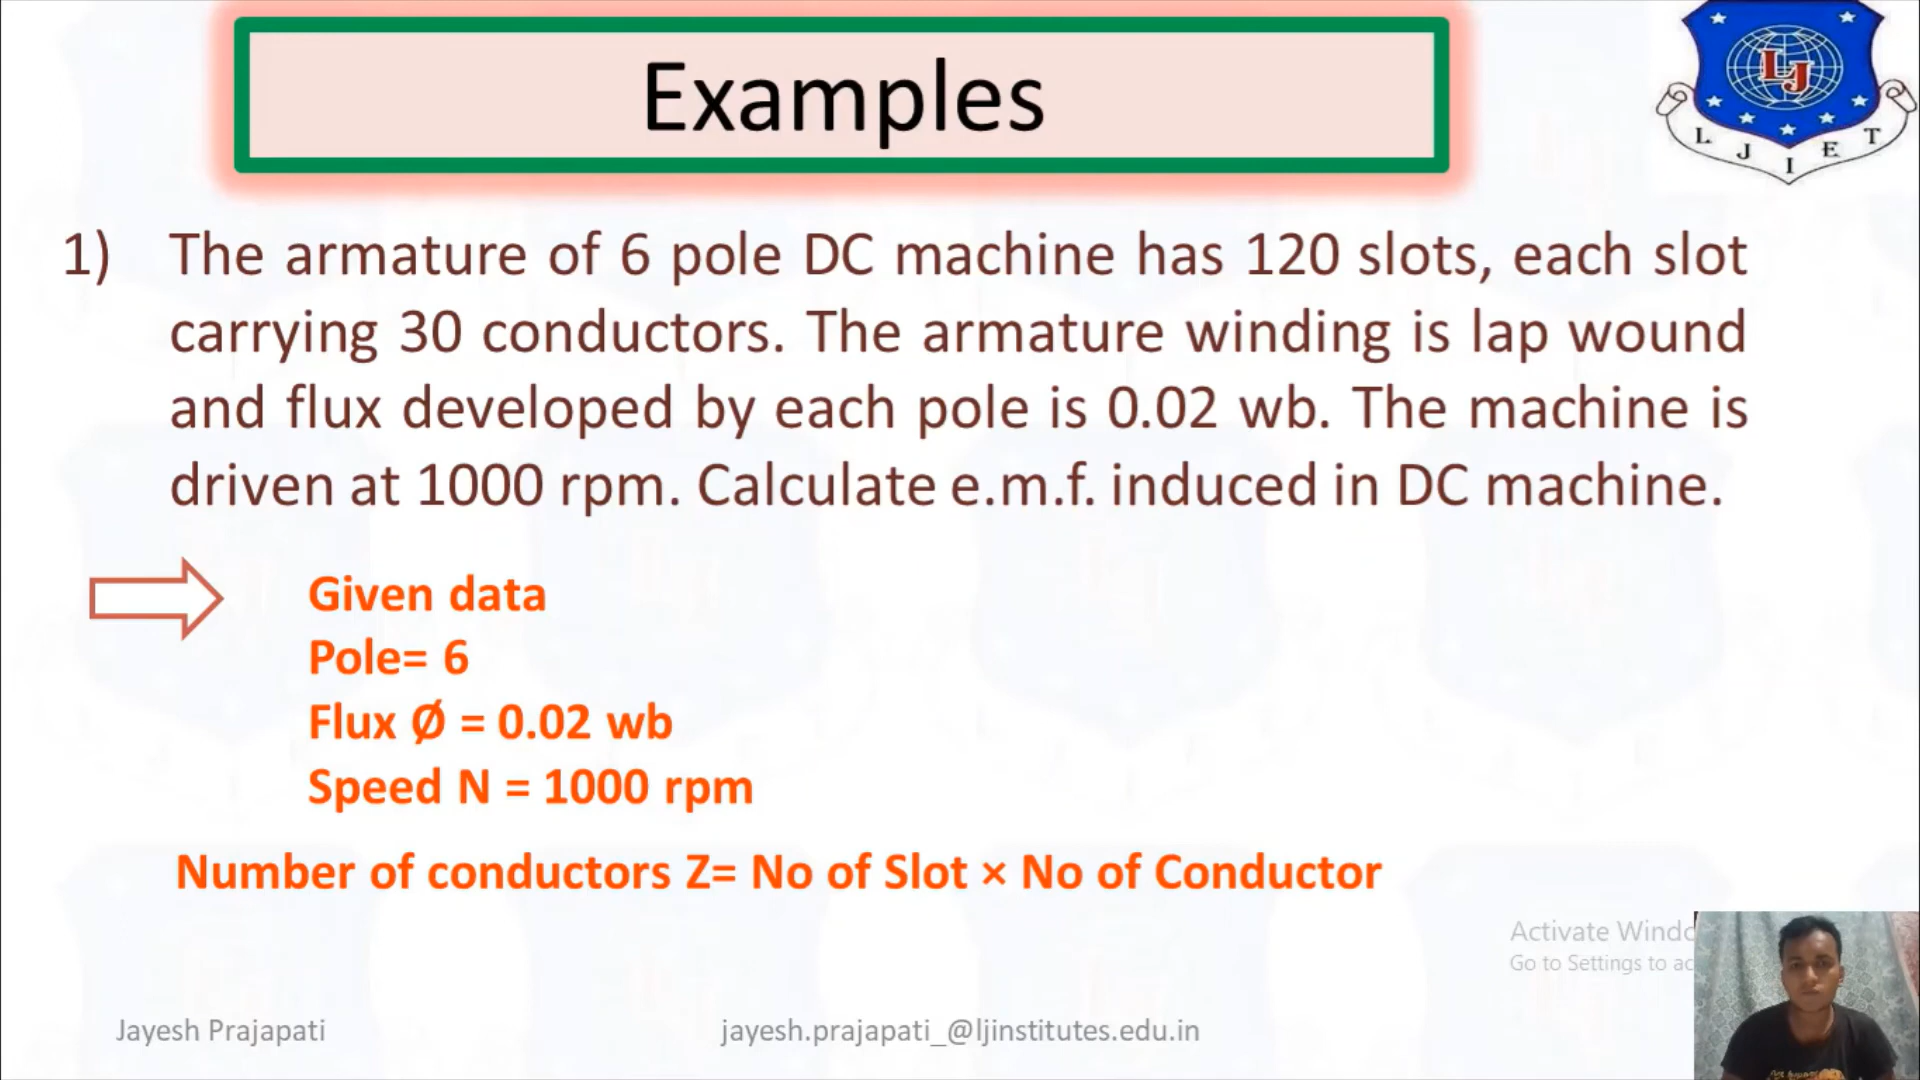 Examples
LJ
L J I E T
1) The armature of 6 pole DC machine has 120 slots, each slot
carrying 30 conductors. The armature winding is lap wound
and flux developed by each pole is 0.02 wb. The machine is
driven at 1000 rpm. Calculate e.m.f. induced in DC machine.
Given data
Pole= 6
Flux Ø = 0.02 wb
Speed N = 1000 rpm
Number of conductors Z= No of Slot × No of Conductor
Activate Windo
Go to Settings to ac
Jayesh Prajapati
jayesh.prajapati_@ljinstitutes.edu.in